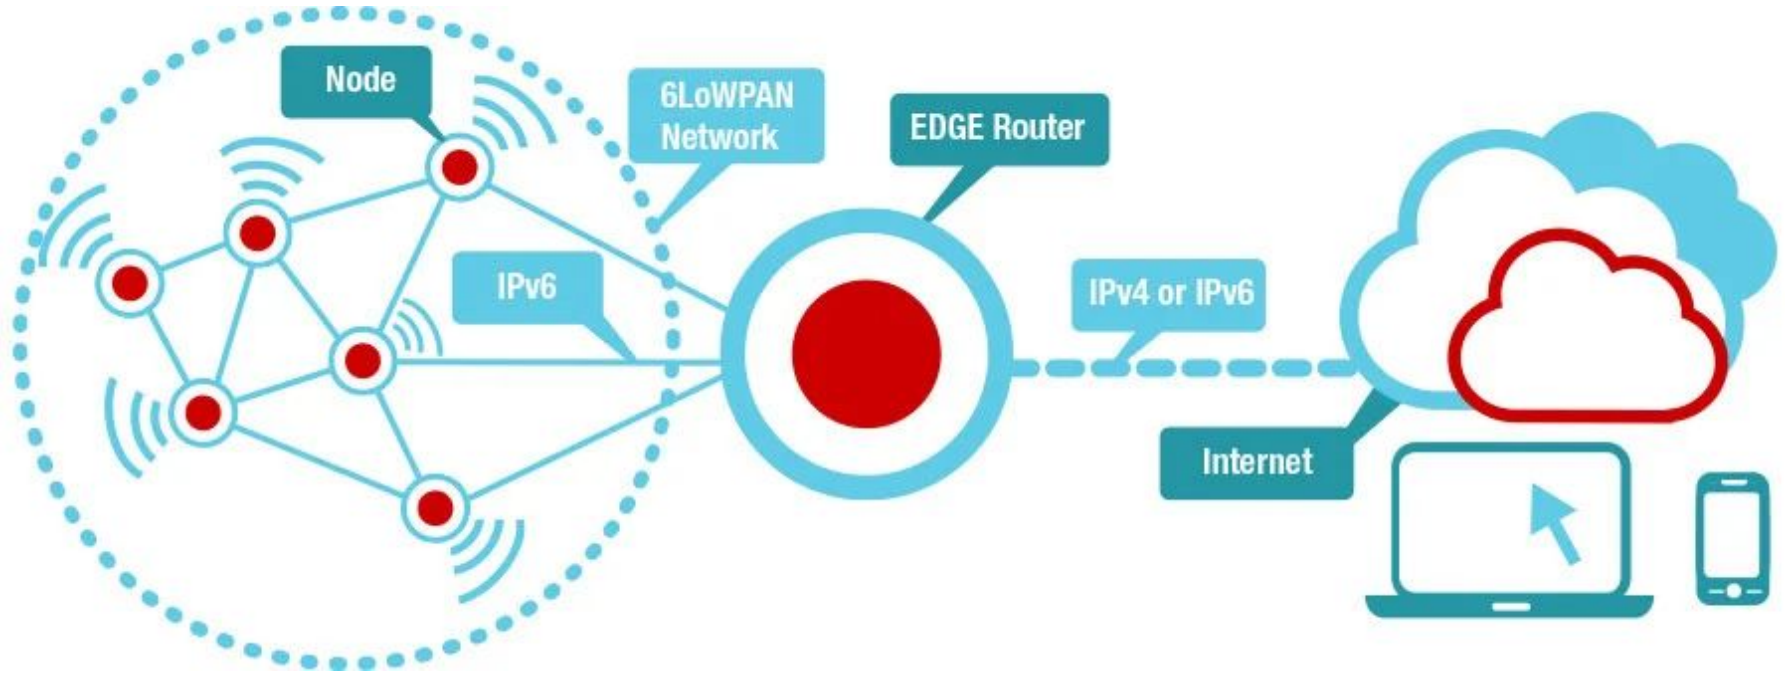 Node
6LoWPAN
Network
EDGE Router
IPv6
IPv4 or IPv6
Internet